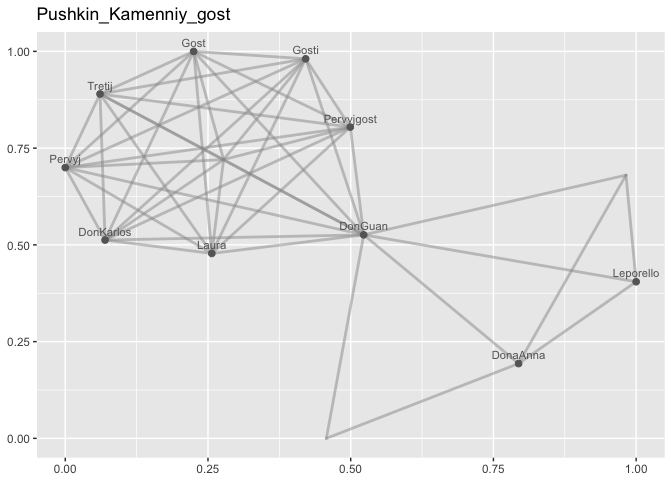 Pushkin_Kamenniy_gost
1.00
0.75
0.50
0.25
0.00
Gost
Gosti
Tretij
Pervyjgost
Pervyj
DonKarlos
Laura
DonGuan
Leporello
DonaAnna
0.00
0.25
0.50
0.75
1.00